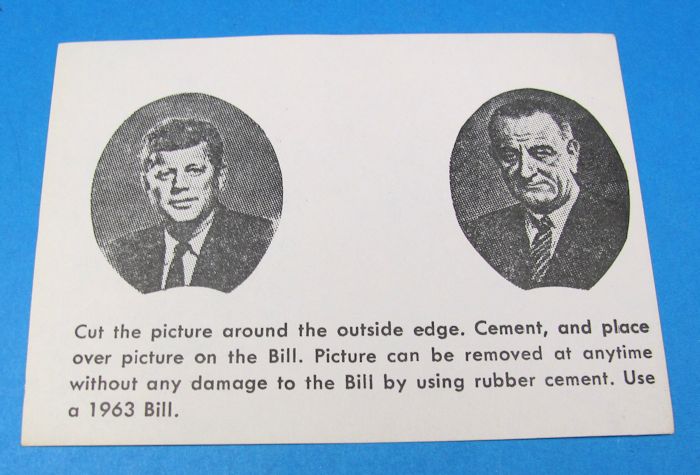 Cut the picture around the outside edge. Cement, and place
over picture on the Bill. Picture can be removed at anytime
without any damage to the Bill by using rubber cement. Use
a 1963 Bill.